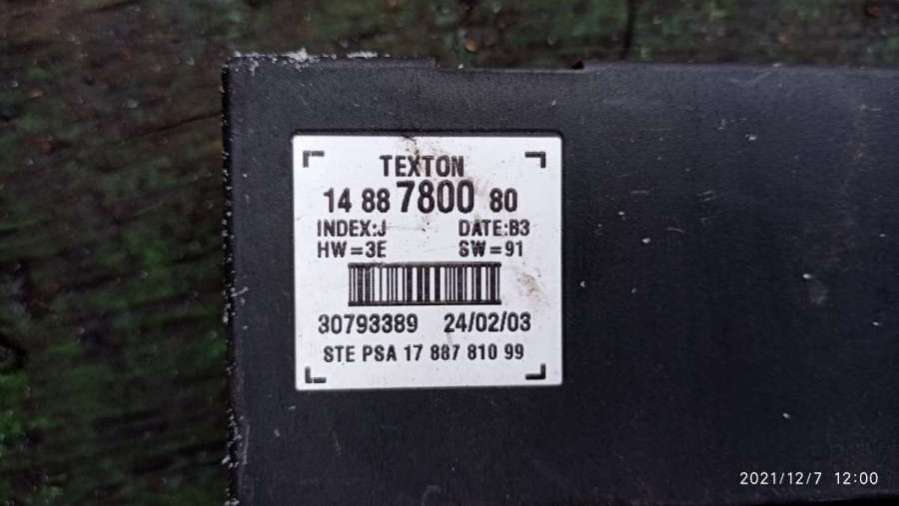 TEXTON
14 88 7800 80
INDEX:J DATE:B3
HW=3E SW=91
30793389 24/02/03
STE PSA 17 887 810 99
2021/12/7 12:00